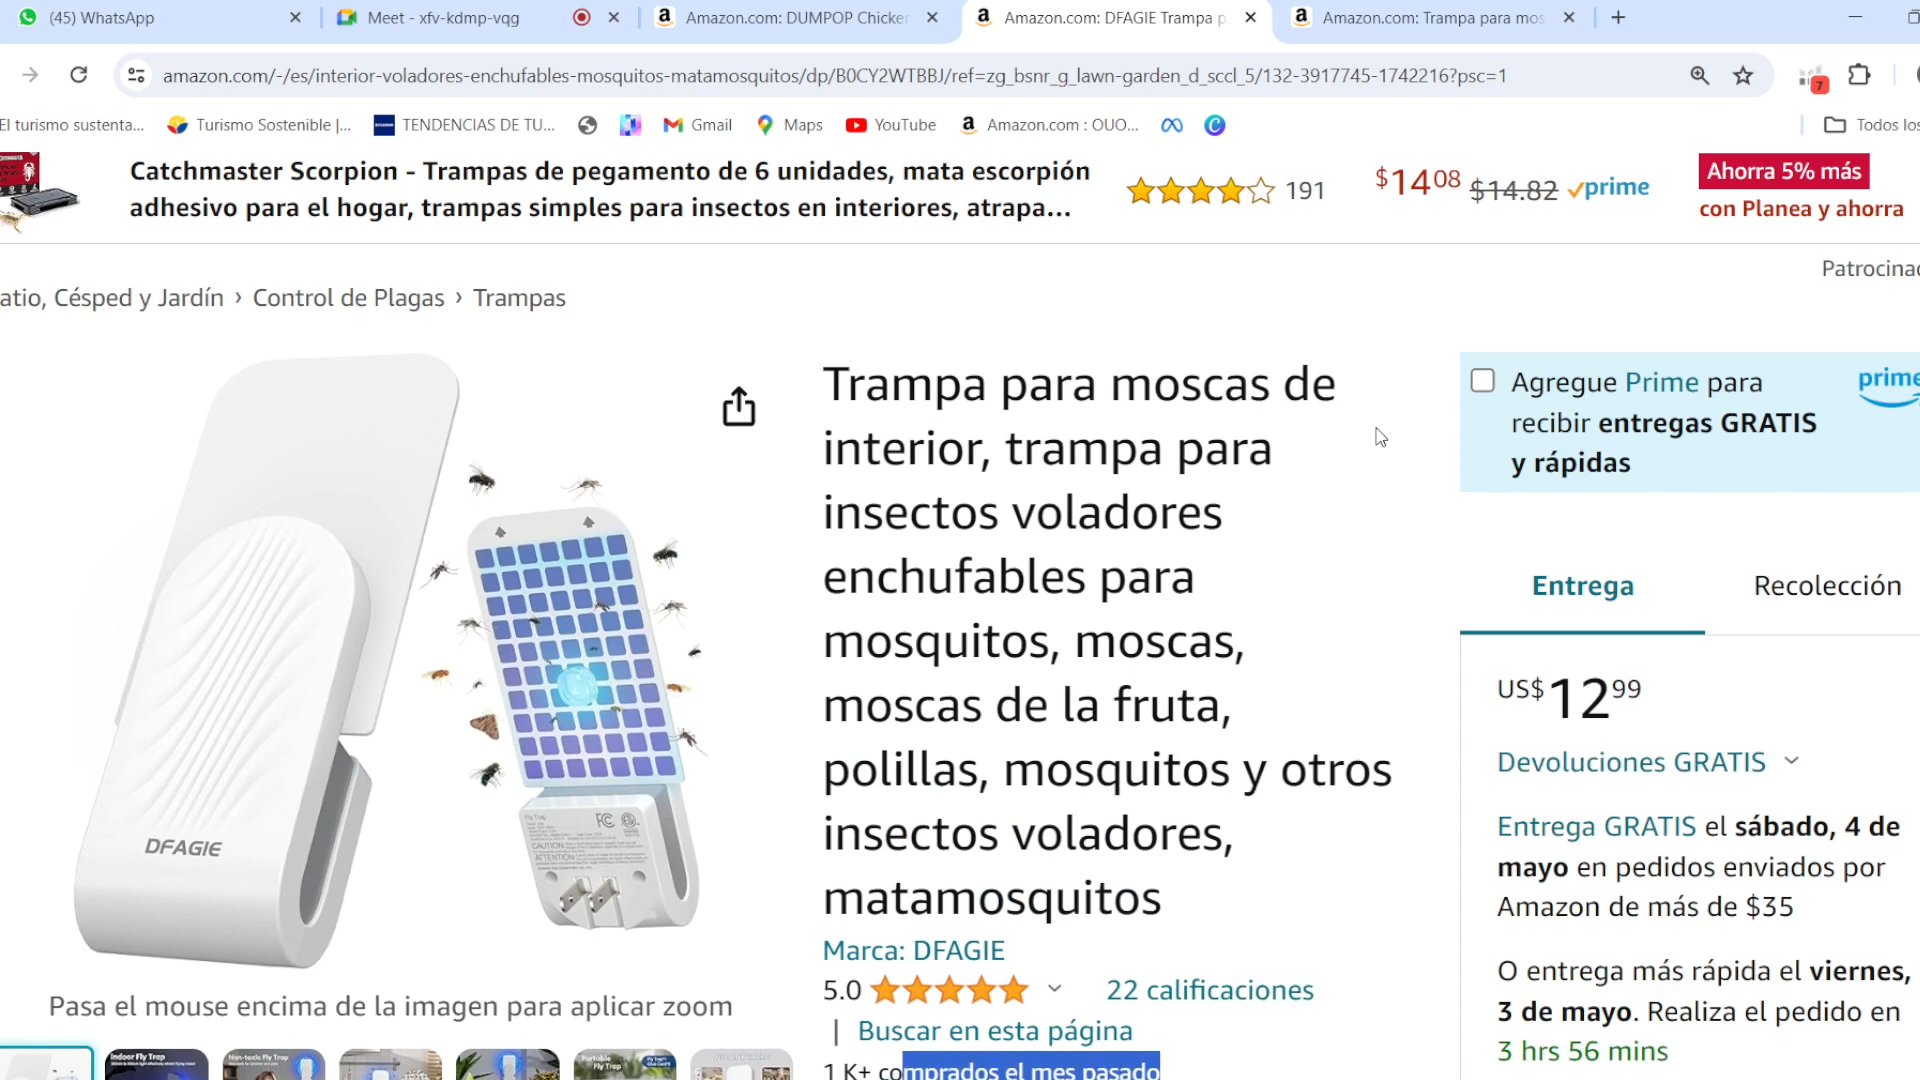 (45) WhatsApp
Meet - xfv-kdmp-vqg
Amazon.com: DUMPOP Chicken
Amazon.com: DFAGIE Trampa p
Amazon.com: Trampa para mos
amazon.com/-/es/interior-voladores-enchufables-mosquitos-matamosquitos/dp/B0CY2WTBBJ/ref=zg_bsnr_g_lawn-garden_d_sccl_5/132-3917745-1742216?psc=1
7
El turismo sustenta...
Turismo Sostenible |...
TENDENCIAS DE TU...
Gmail
Maps
YouTube
Amazon.com : OUO...
Todos los
Catchmaster Scorpion - Trampas de pegamento de 6 unidades, mata escorpión
adhesivo para el hogar, trampas simples para insectos en interiores, atrapa...
191
$14.08 $14.82 prime
Ahorra 5% más
con Planea y ahorra
Patrocinad
atio, Césped y Jardín › Control de Plagas › Trampas
Trampa para moscas de
interior, trampa para
insectos voladores
enchufables para
mosquitos, moscas,
moscas de la fruta,
polillas, mosquitos y otros
insectos voladores,
matamosquitos
Marca: DFAGIE
5.0
22 calificaciones
| Buscar en esta página
1 K+ comprados el mes pasado
DFAGIE
Fly Trap
FC
CAUTION
ATTENTION
Pasa el mouse encima de la imagen para aplicar zoom
Indoor Fly Trap
Non-toxic Fly Trap
Portable
Fly Trap
Agregue Prime para
recibir entregas GRATIS
y rápidas
prime
Entrega
Recolección
US$12.99
Devoluciones GRATIS
Entrega GRATIS el sábado, 4 de
mayo en pedidos enviados por
Amazon de más de $35
O entrega más rápida el viernes,
3 de mayo. Realiza el pedido en
3 hrs 56 mins